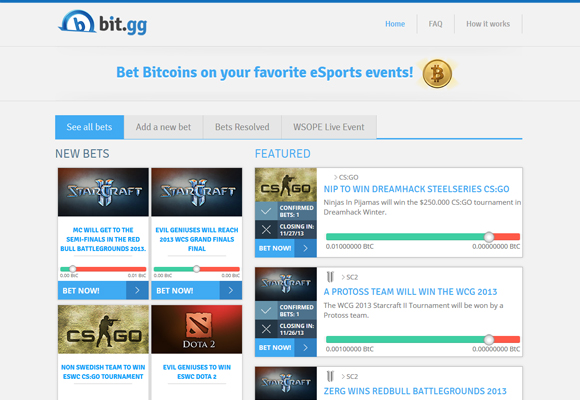 bit.gg
Home
FAQ
How it works
Bet Bitcoins on your favorite eSports events!
See all bets
Add a new bet
Bets Resolved
WSOPE Live Event
NEW BETS
STARCRAFT
MC WILL GET TO THE
SEMI-FINALS IN THE RED
BULL BATTLEGROUNDS 2013.
0.00 BtC
0.01 BtC
BET NOW!
STARCRAFT
EVIL GENIUSES WILL REACH
2013 WCS GRAND FINALS
FINAL
0.00 BtC
0.00 BtC
BET NOW!
CS GO
NON SWEDISH TEAM TO WIN
ESWC CS:GO TOURNAMENT
DOTA 2
EVIL GENIUSES TO WIN
ESWC DOTA 2
FEATURED
CS GO
CONFIRMED
BETS: 1
CLOSING IN:
11/27/13
BET NOW!
> CS:GO
NIP TO WIN DREAMHACK STEELSERIES CS:GO
Ninjas In Pijamas will win the $250.000 CS:GO tournament in
Dreamhack Winter.
0.01000000 BtC
0.00000000 BtC
STARCRAFT
CONFIRMED
BETS: 1
CLOSING IN:
11/26/13
BET NOW!
> SC2
A PROTOSS TEAM WILL WIN THE WCG 2013
The WCG 2013 Starcraft II Tournament will be won by a
Protoss team.
0.00100000 BtC
0.00000000 BtC
STARCRAFT
> SC2
ZERG WINS REDBULL BATTLEGROUNDS 2013